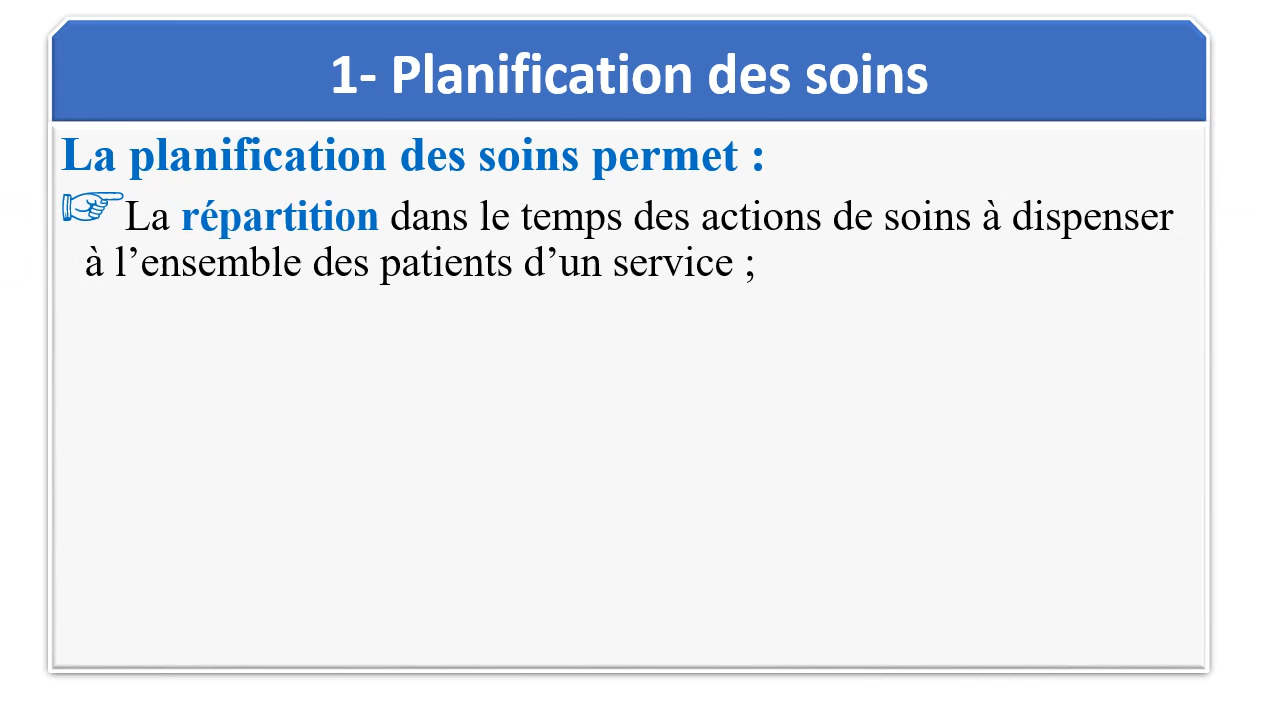 1- Planification des soins
La planification des soins permet :
☞La répartition dans le temps des actions de soins à dispenser
à l’ensemble des patients d’un service ;